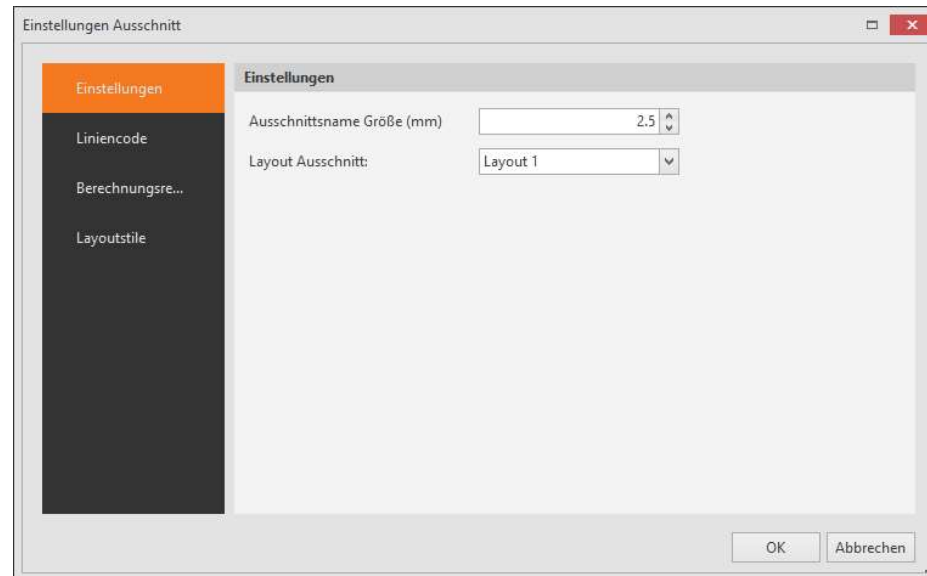 Einstellungen Ausschnitt
Einstellungen
Liniencode
Berechnungsre...
Layoutstile
Einstellungen
Ausschnittsname Größe (mm) 2.5
Layout Ausschnitt: Layout 1
OK Abbrechen